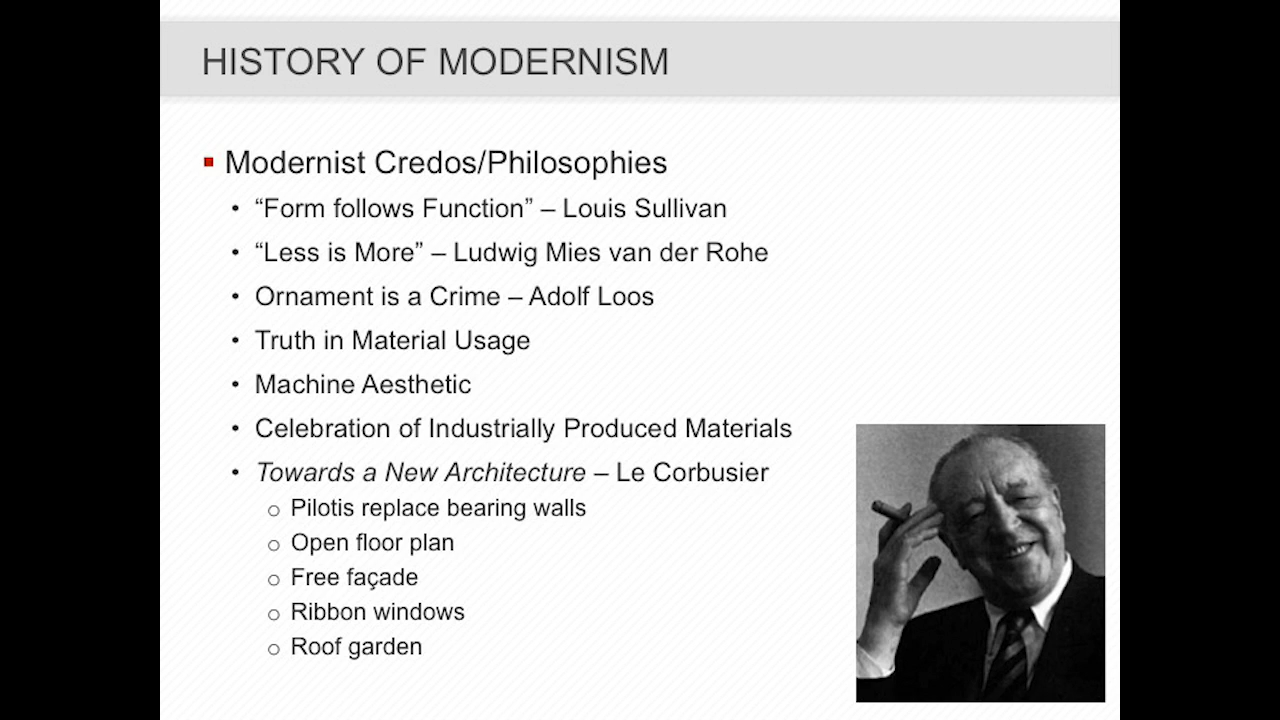 HISTORY OF MODERNISM
Modernist Credos/Philosophies
“Form follows Function” – Louis Sullivan
“Less is More” – Ludwig Mies van der Rohe
Ornament is a Crime – Adolf Loos
Truth in Material Usage
Machine Aesthetic
Celebration of Industrially Produced Materials
Towards a New Architecture – Le Corbusier
Pilotis replace bearing walls
Open floor plan
Free façade
Ribbon windows
Roof garden